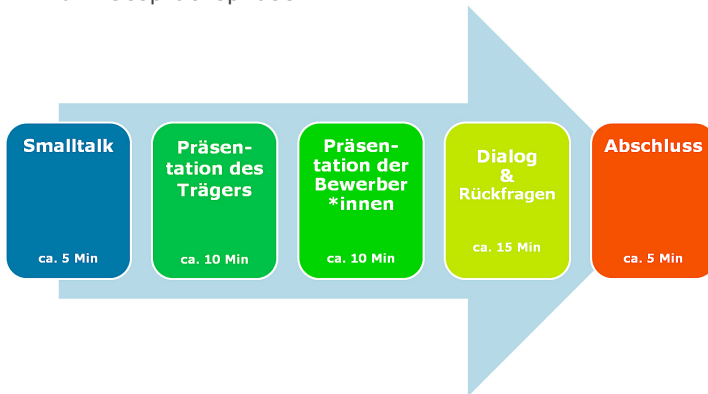 Smalltalk
ca. 5 Min
Präsen-
tation des
Trägers
ca. 10 Min
Präsen-
tation der
Bewerber
*innen
ca. 10 Min
Dialog
&
Rückfragen
ca. 15 Min
Abschluss
ca. 5 Min